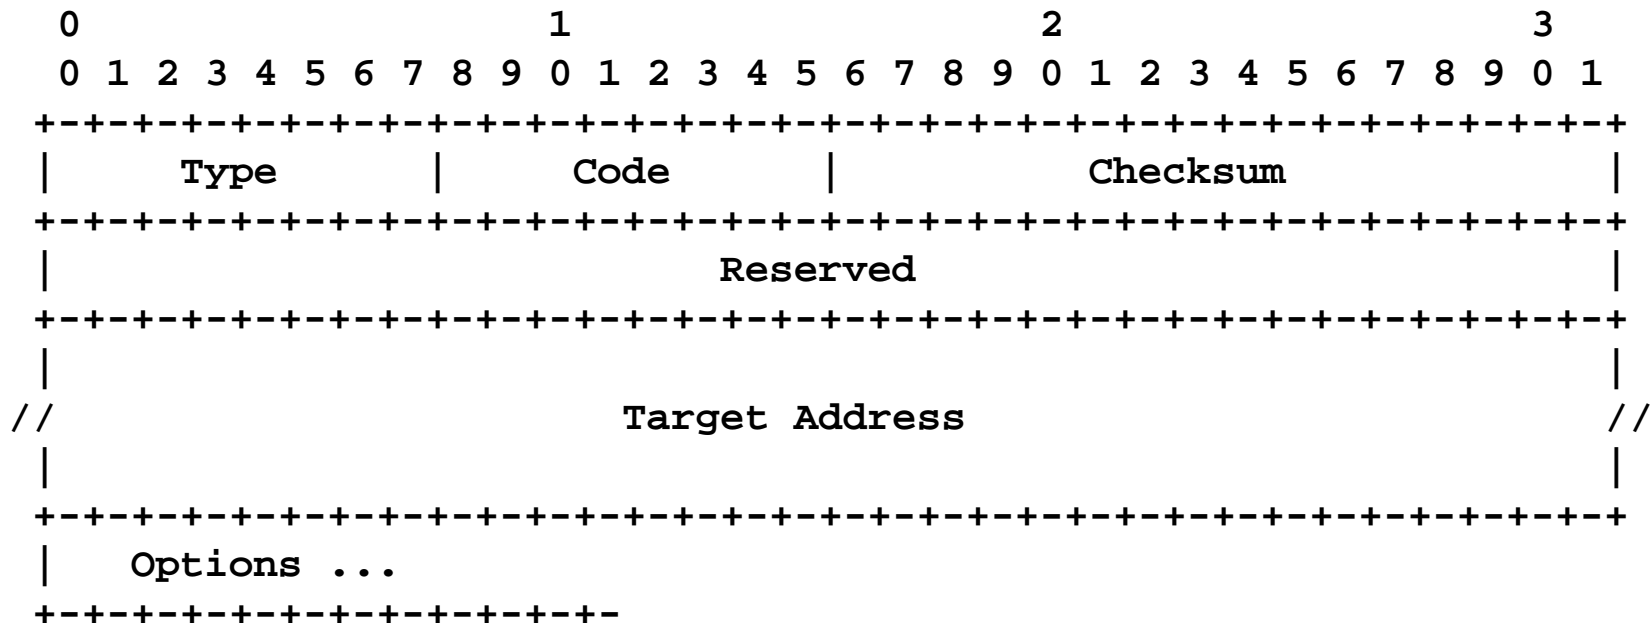 0                   1                   2                   3
 0 1 2 3 4 5 6 7 8 9 0 1 2 3 4 5 6 7 8 9 0 1 2 3 4 5 6 7 8 9 0 1
+-+-+-+-+-+-+-+-+-+-+-+-+-+-+-+-+-+-+-+-+-+-+-+-+-+-+-+-+-+-+-+-+
|     Type      |     Code      |          Checksum             |
+-+-+-+-+-+-+-+-+-+-+-+-+-+-+-+-+-+-+-+-+-+-+-+-+-+-+-+-+-+-+-+-+
|                           Reserved                            |
+-+-+-+-+-+-+-+-+-+-+-+-+-+-+-+-+-+-+-+-+-+-+-+-+-+-+-+-+-+-+-+-+
|                                                               |
//                       Target Address                         //
|                                                               |
+-+-+-+-+-+-+-+-+-+-+-+-+-+-+-+-+-+-+-+-+-+-+-+-+-+-+-+-+-+-+-+-+
|   Options ...
+-+-+-+-+-+-+-+-+-+-+-+-